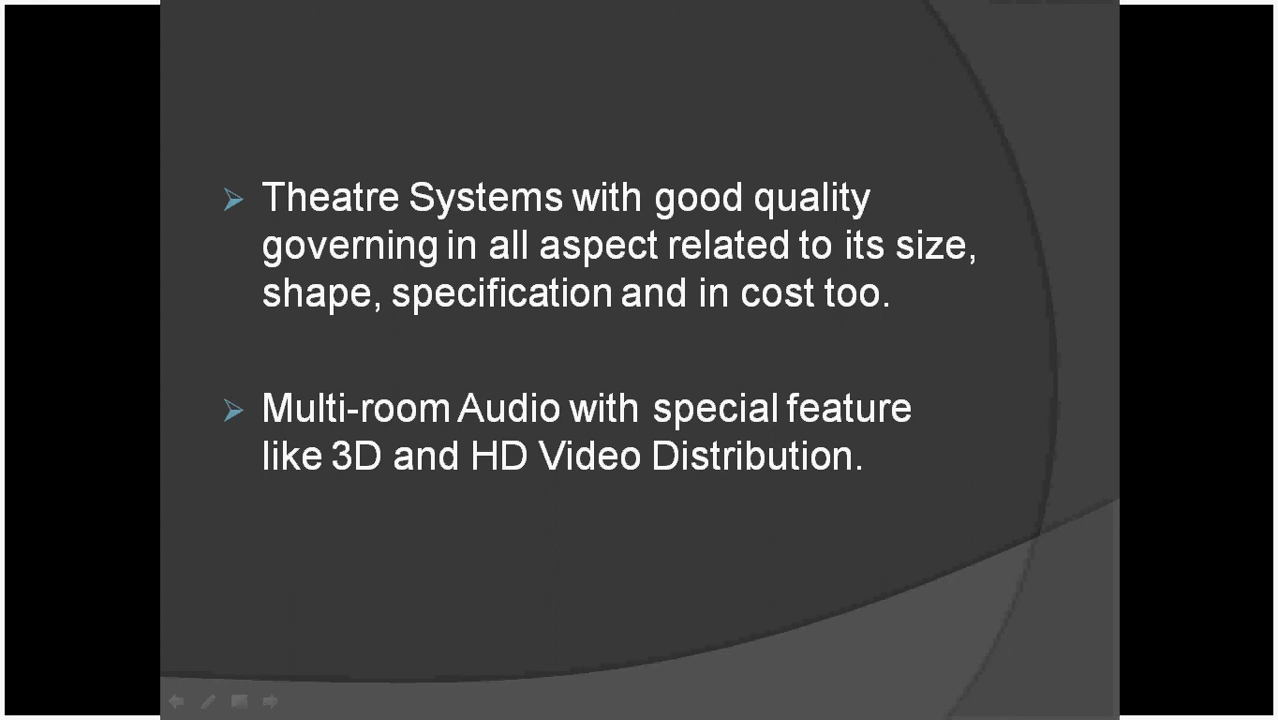 Theatre Systems with good quality
governing in all aspect related to its size,
shape, specification and in cost too.
Multi-room Audio with special feature
like 3D and HD Video Distribution.